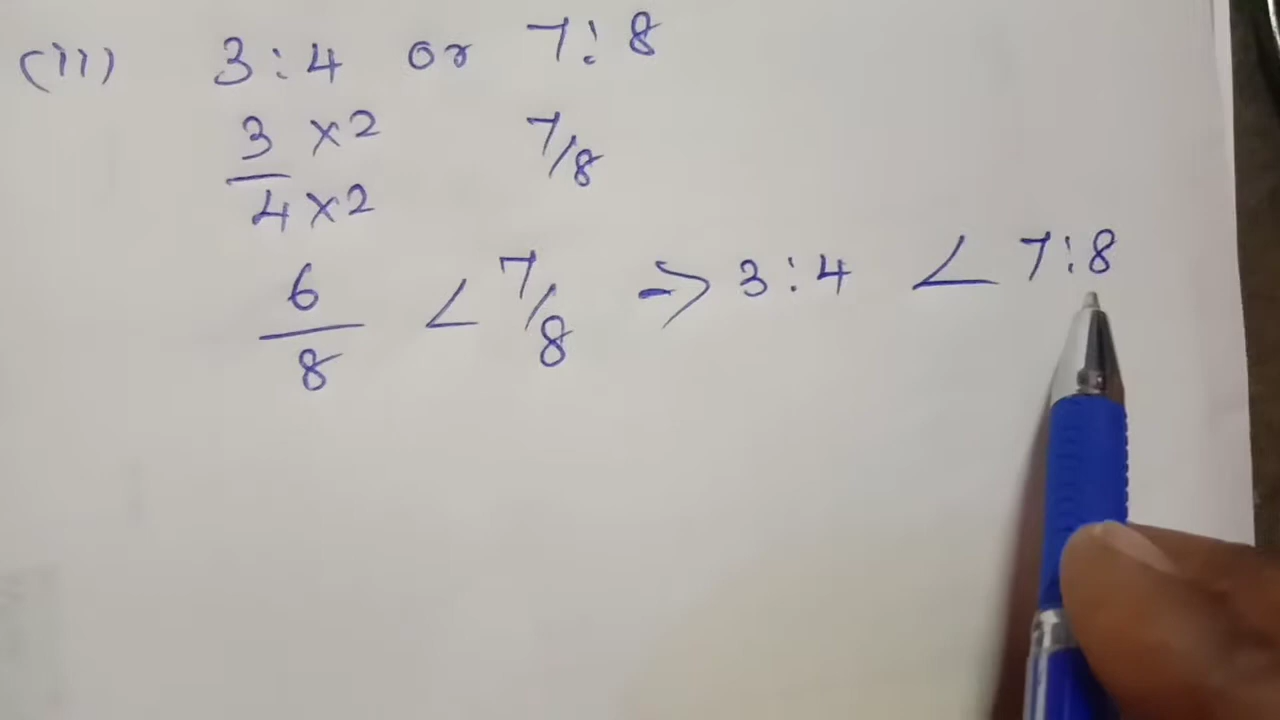 (ii) 3:4 or 7:8
3 ×2 7/8
4 ×2
6/8 < 7/8 => 3:4 < 7:8